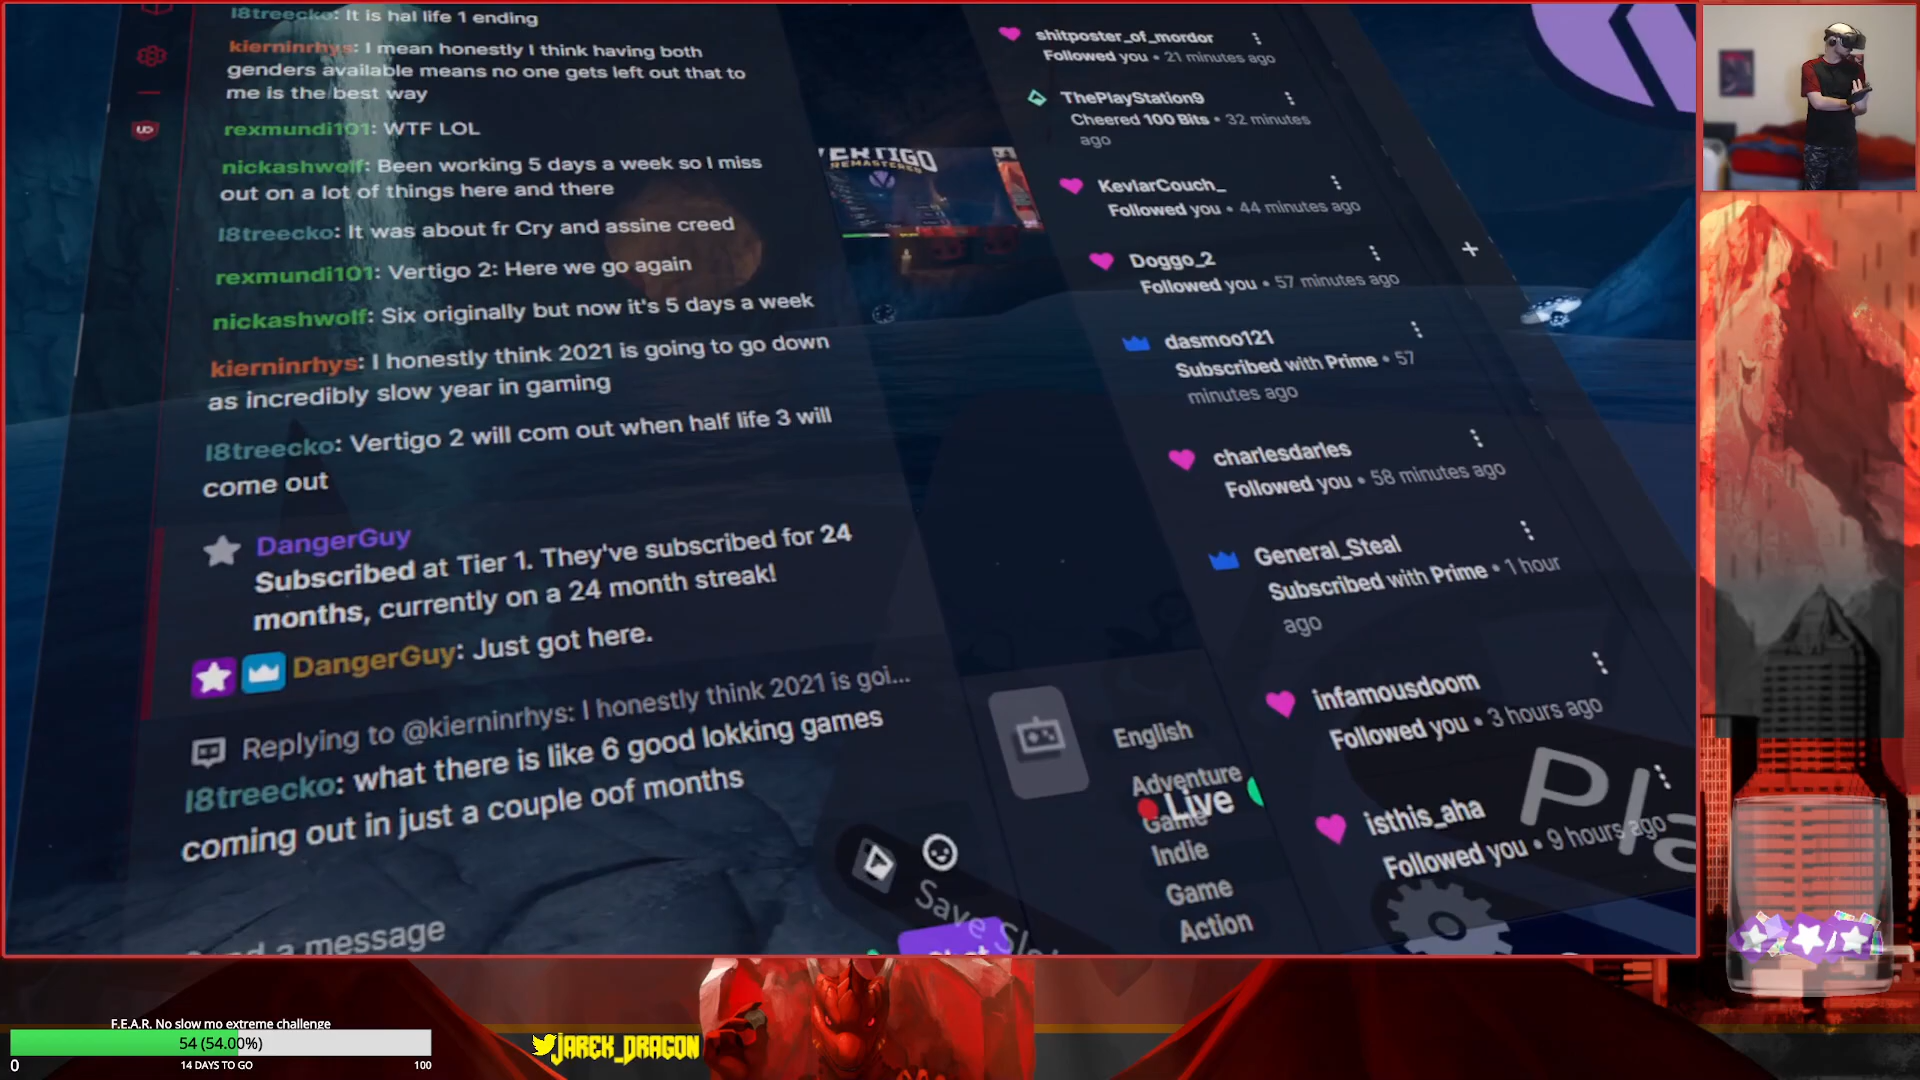 l8treecko: It is hal life 1 ending
kierninrhys: I mean honestly I think having both
genders available means no one gets left out that to
me is the best way
rexmundi101: WTF LOL
nickashwolf: Been working 5 days a week so I miss
out on a lot of things here and there
l8treecko: It was about fr Cry and assine creed
rexmundi101: Vertigo 2: Here we go again
nickashwolf: Six originally but now it's 5 days a week
kierninrhys: I honestly think 2021 is going to go down
as incredibly slow year in gaming
l8treecko: Vertigo 2 will com out when half life 3 will
come out
DangerGuy
Subscribed at Tier 1. They've subscribed for 24
months, currently on a 24 month streak!
DangerGuy: Just got here.
Replying to @kierninrhys: I honestly think 2021 is goi...
l8treecko: what there is like 6 good lokking games
coming out in just a couple oof months
a message
VERTIGO
REMASTERED
shitposter_of_mordor
Followed you • 21 minutes ago
ThePlayStation9
Cheered 100 Bits • 32 minutes
ago
KevlarCouch_
Followed you • 44 minutes ago
Doggo_2
Followed you • 57 minutes ago
dasmoo121
Subscribed with Prime • 57
minutes ago
charlesdarles
Followed you • 58 minutes ago
General_Steal
Subscribed with Prime • 1 hour
ago
infamousdoom
Followed you • 3 hours ago
isthis_aha
Followed you • 9 hours ago
English
Adventure
Game
Live
Indie
Game
Action
Save Slo
Chat
Pla
F.E.A.R. No slow mo extreme challenge
54 (54.00%)
0 14 DAYS TO GO 100
JAREK_DRAGON